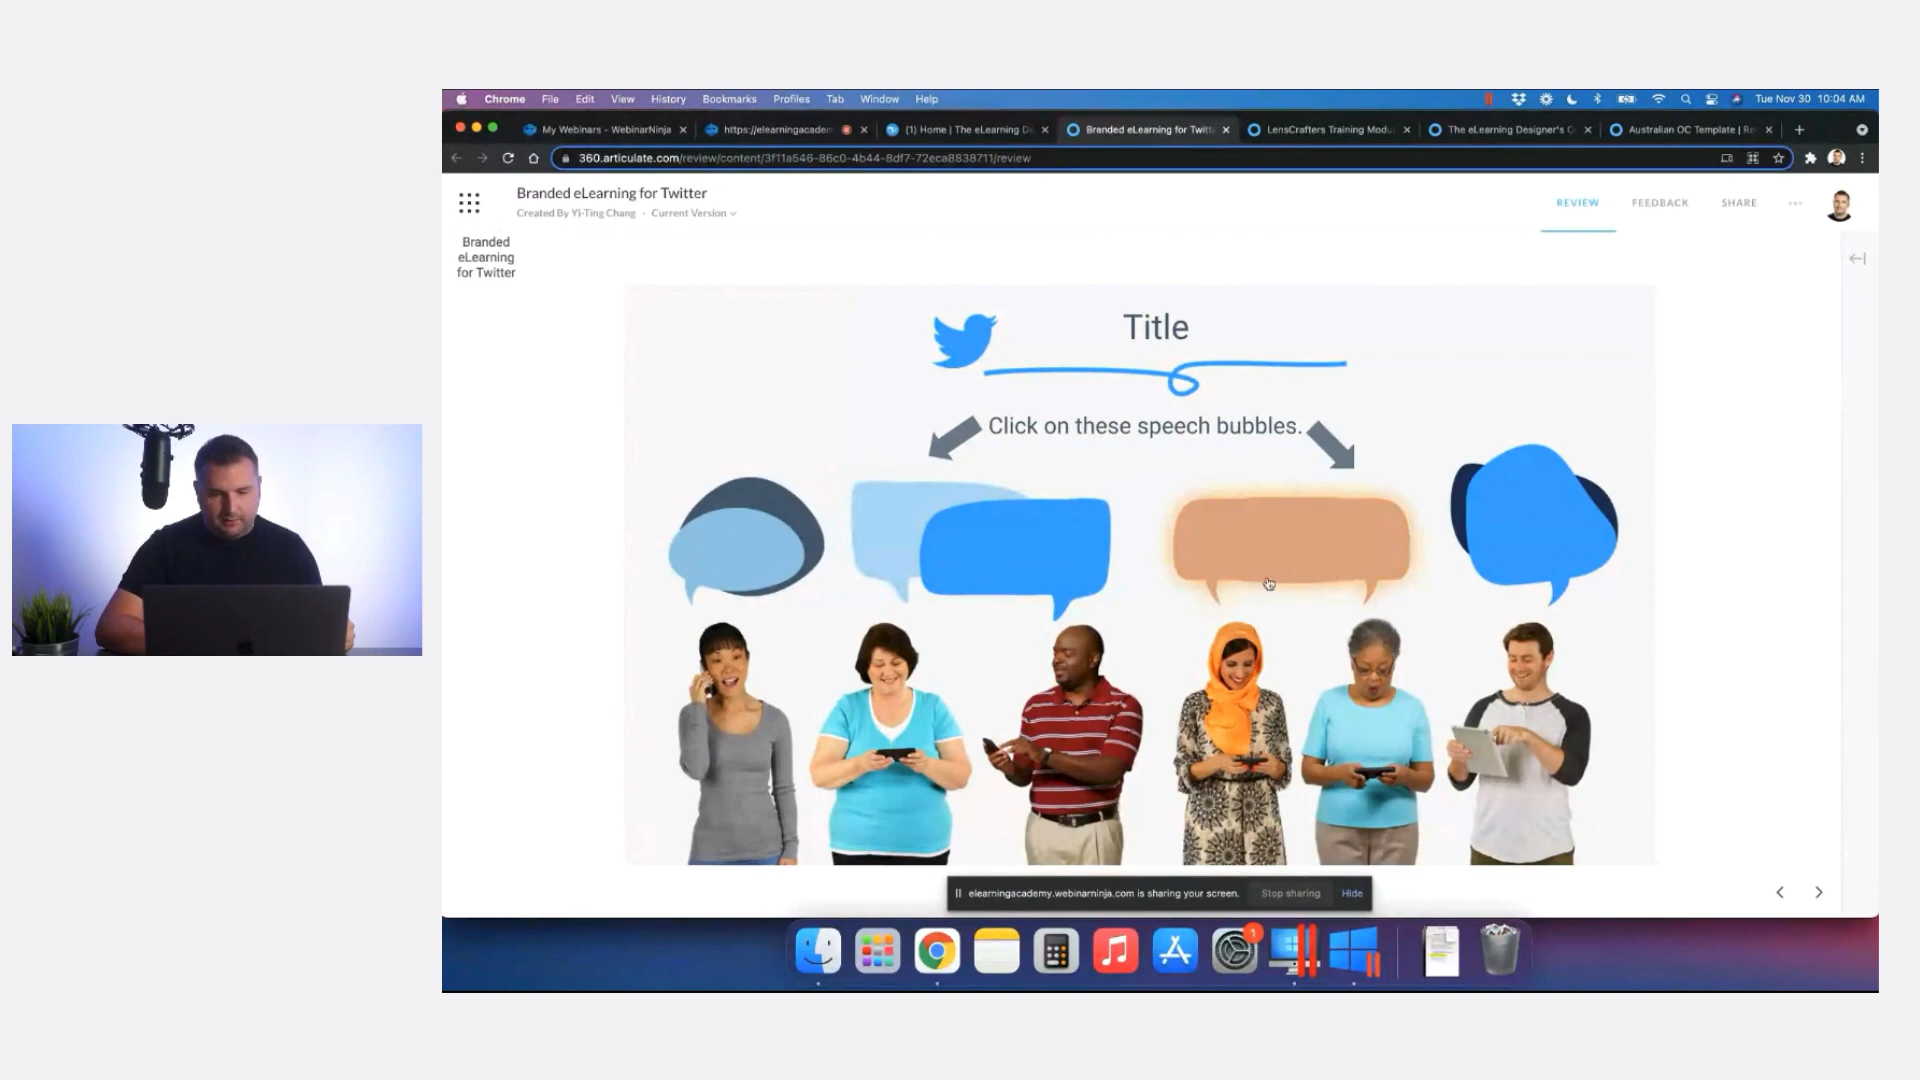 Chrome File Edit View History Bookmarks Profiles Tab Window Help Tue Nov 30 10:04 AM
My Webinars - WebinarNinja https://elearningacadem (1) Home | The eLearning De Branded eLearning for Twitt LensCrafters Training Modu The eLearning Designer's Australian OC Template | Re
360.articulate.com/review/content/3f11a546-86c0-4b44-8df7-72eca8838711/review
Branded eLearning for Twitter
Created By Yi-Ting Chang · Current Version
REVIEW FEEDBACK SHARE
Branded
eLearning
for Twitter
Title
Click on these speech bubbles.
elearningacademy.webinarninja.com is sharing your screen. Stop sharing Hide
1